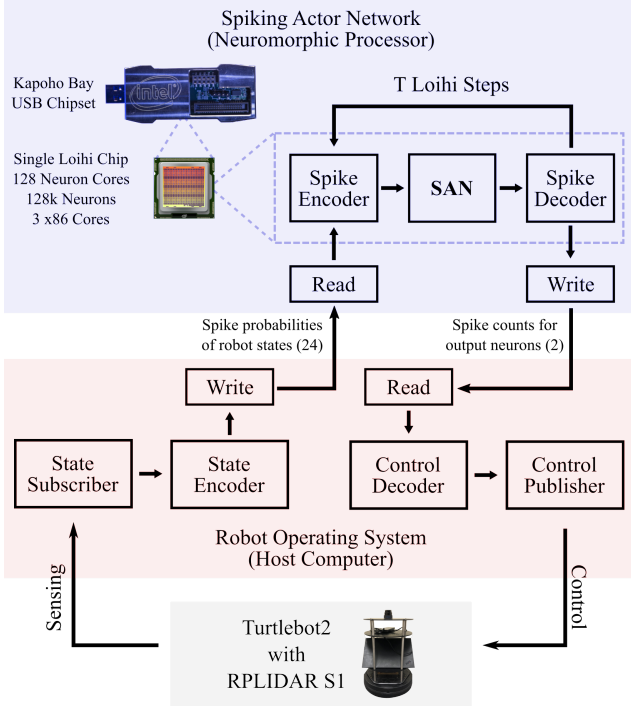 Spiking Actor Network
(Neuromorphic Processor)
Kapoho Bay
USB Chipset
intel
T Loihi Steps
Single Loihi Chip
128 Neuron Cores
128k Neurons
3 x86 Cores
Spike
Encoder
SAN
Spike
Decoder
Read
Write
Spike probabilities
of robot states (24)
Spike counts for
output neurons (2)
Write
Read
State
Subscriber
State
Encoder
Control
Decoder
Control
Publisher
Robot Operating System
(Host Computer)
Sensing
Control
Turtlebot2
with
RPLIDAR S1